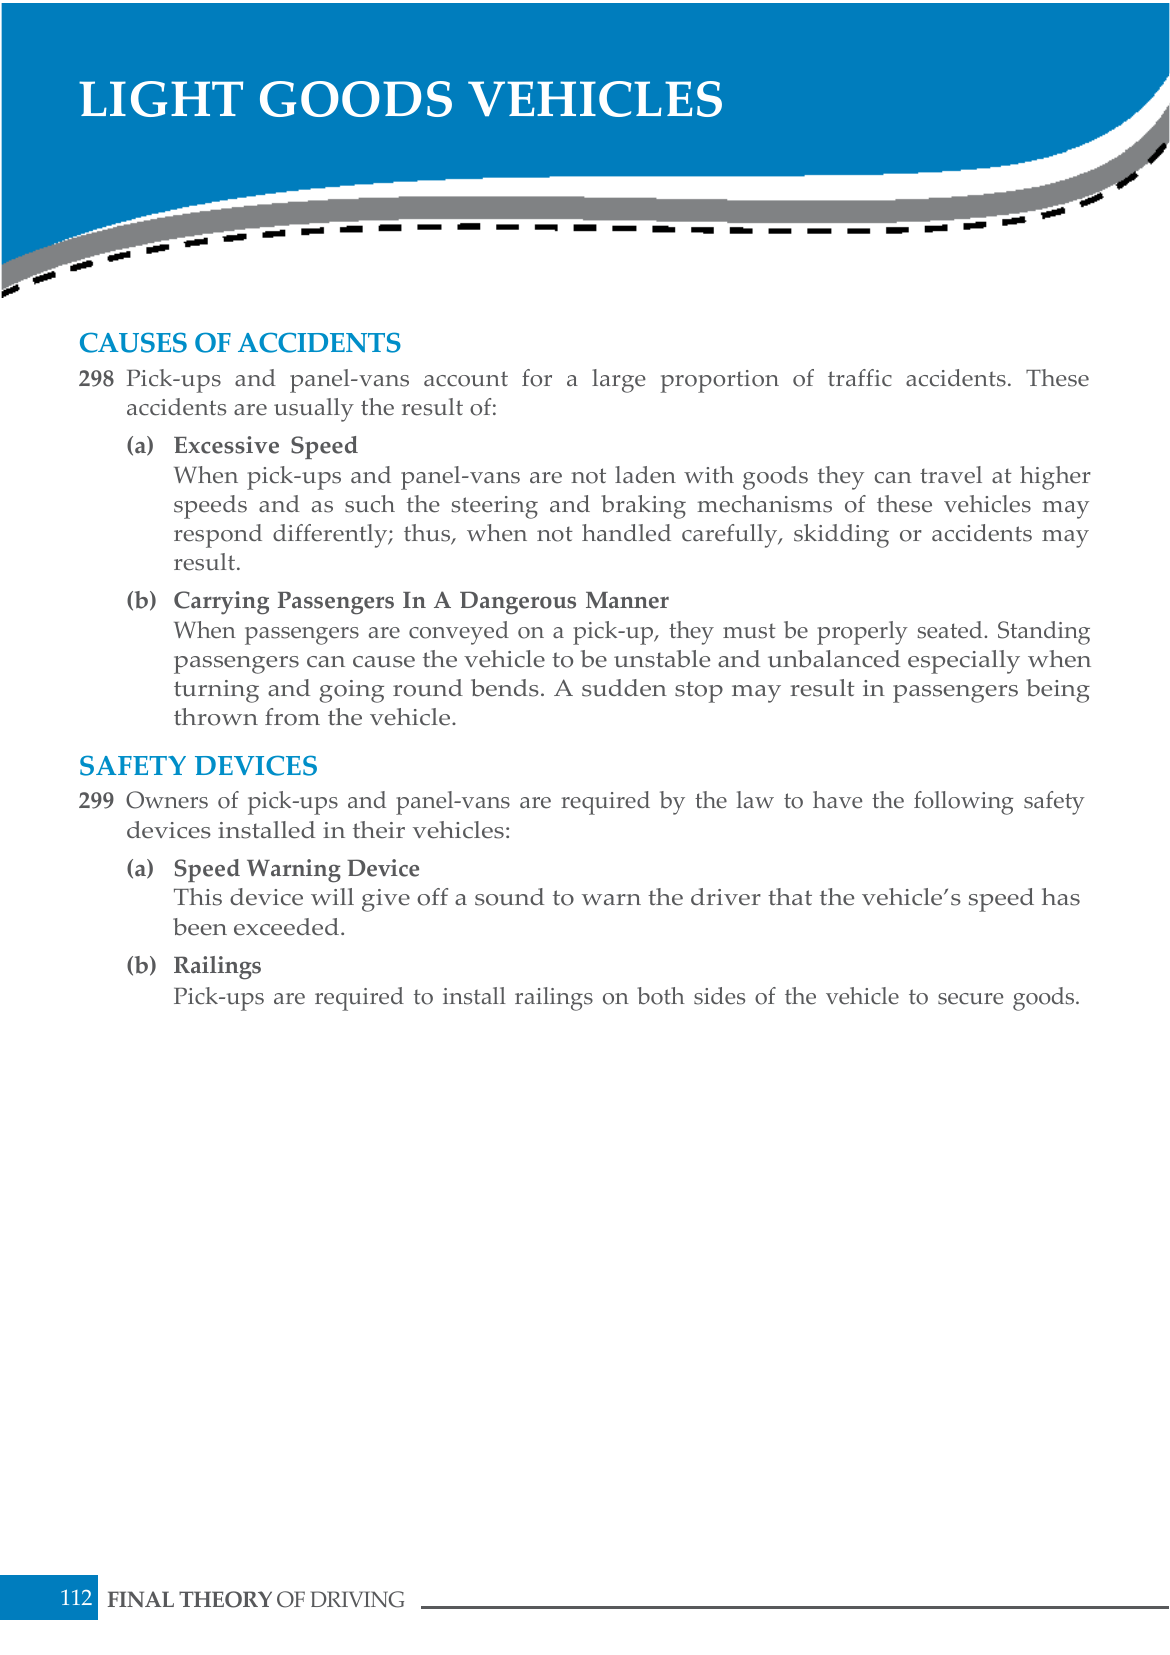 LIGHT GOODS VEHICLES
CAUSES OF ACCIDENTS
298 Pick-ups and panel-vans account for a large proportion of traffic accidents. These
accidents are usually the result of:
(a) Excessive Speed
When pick-ups and panel-vans are not laden with goods they can travel at higher
speeds and as such the steering and braking mechanisms of these vehicles may
respond differently; thus, when not handled carefully, skidding or accidents may
result.
(b) Carrying Passengers In A Dangerous Manner
When passengers are conveyed on a pick-up, they must be properly seated. Standing
passengers can cause the vehicle to be unstable and unbalanced especially when
turning and going round bends. A sudden stop may result in passengers being
thrown from the vehicle.
SAFETY DEVICES
299 Owners of pick-ups and panel-vans are required by the law to have the following safety
devices installed in their vehicles:
(a) Speed Warning Device
This device will give off a sound to warn the driver that the vehicle’s speed has
been exceeded.
(b) Railings
Pick-ups are required to install railings on both sides of the vehicle to secure goods.
112 FINAL THEORY OF DRIVING